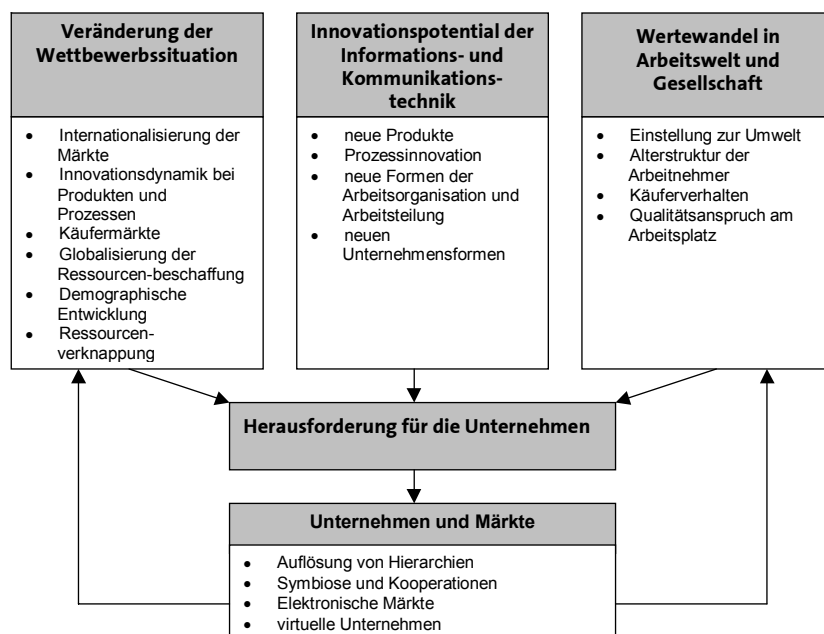 Veränderung der
Wettbewerbssituation
• Internationalisierung der
Märkte
• Innovationsdynamik bei
Produkten und
Prozessen
• Käufermärkte
• Globalisierung der
Ressourcen-beschaffung
• Demographische
Entwicklung
• Ressourcen-
verknappung
Innovationspotential der
Informations- und
Kommunikations-
technik
• neue Produkte
• Prozessinnovation
• neue Formen der
Arbeitsorganisation und
Arbeitsteilung
• neuen
Unternehmensformen
Wertewandel in
Arbeitswelt und
Gesellschaft
• Einstellung zur Umwelt
• Alterstruktur der
Arbeitnehmer
• Käuferverhalten
• Qualitätsanspruch am
Arbeitsplatz
Herausforderung für die Unternehmen
Unternehmen und Märkte
• Auflösung von Hierarchien
• Symbiose und Kooperationen
• Elektronische Märkte
• virtuelle Unternehmen